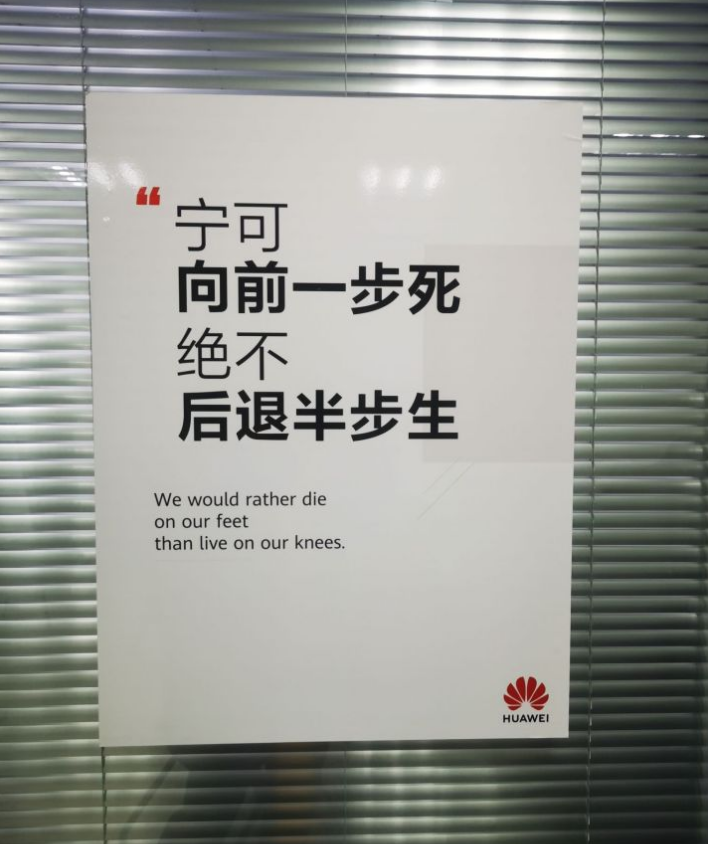 “宁可
向前一步死
绝不
后退半步生
We would rather die
on our feet
than live on our knees.
HUAWEI